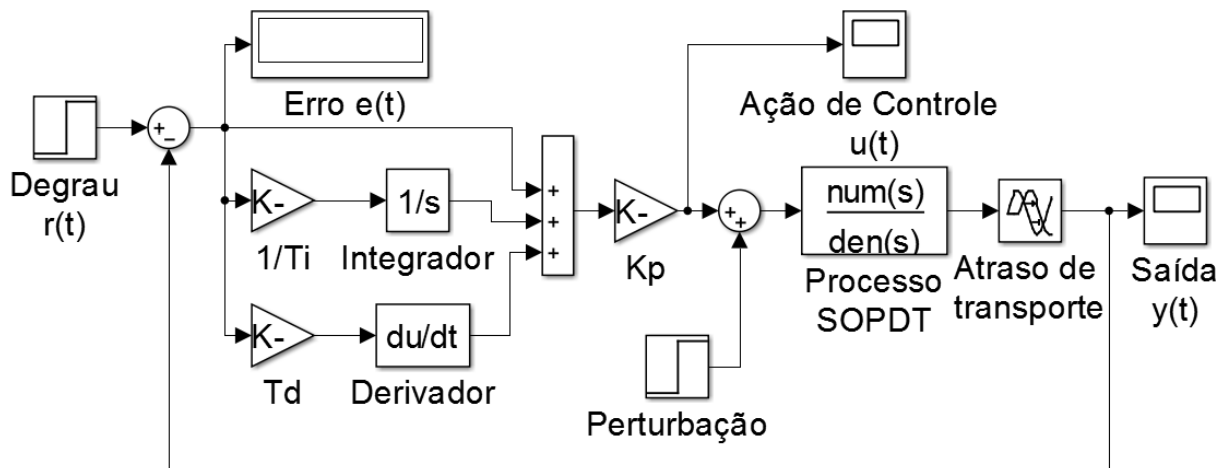 Erro e(t)
Ação de Controle
u(t)
+
−
Degrau
r(t)
K-
1/Ti
1/s
Integrador
K-
Td
du/dt
Derivador
+
+
+
K-
Kp
+
+
Perturbação
num(s)
den(s)
Processo
SOPDT
Atraso de
transporte
Saída
y(t)